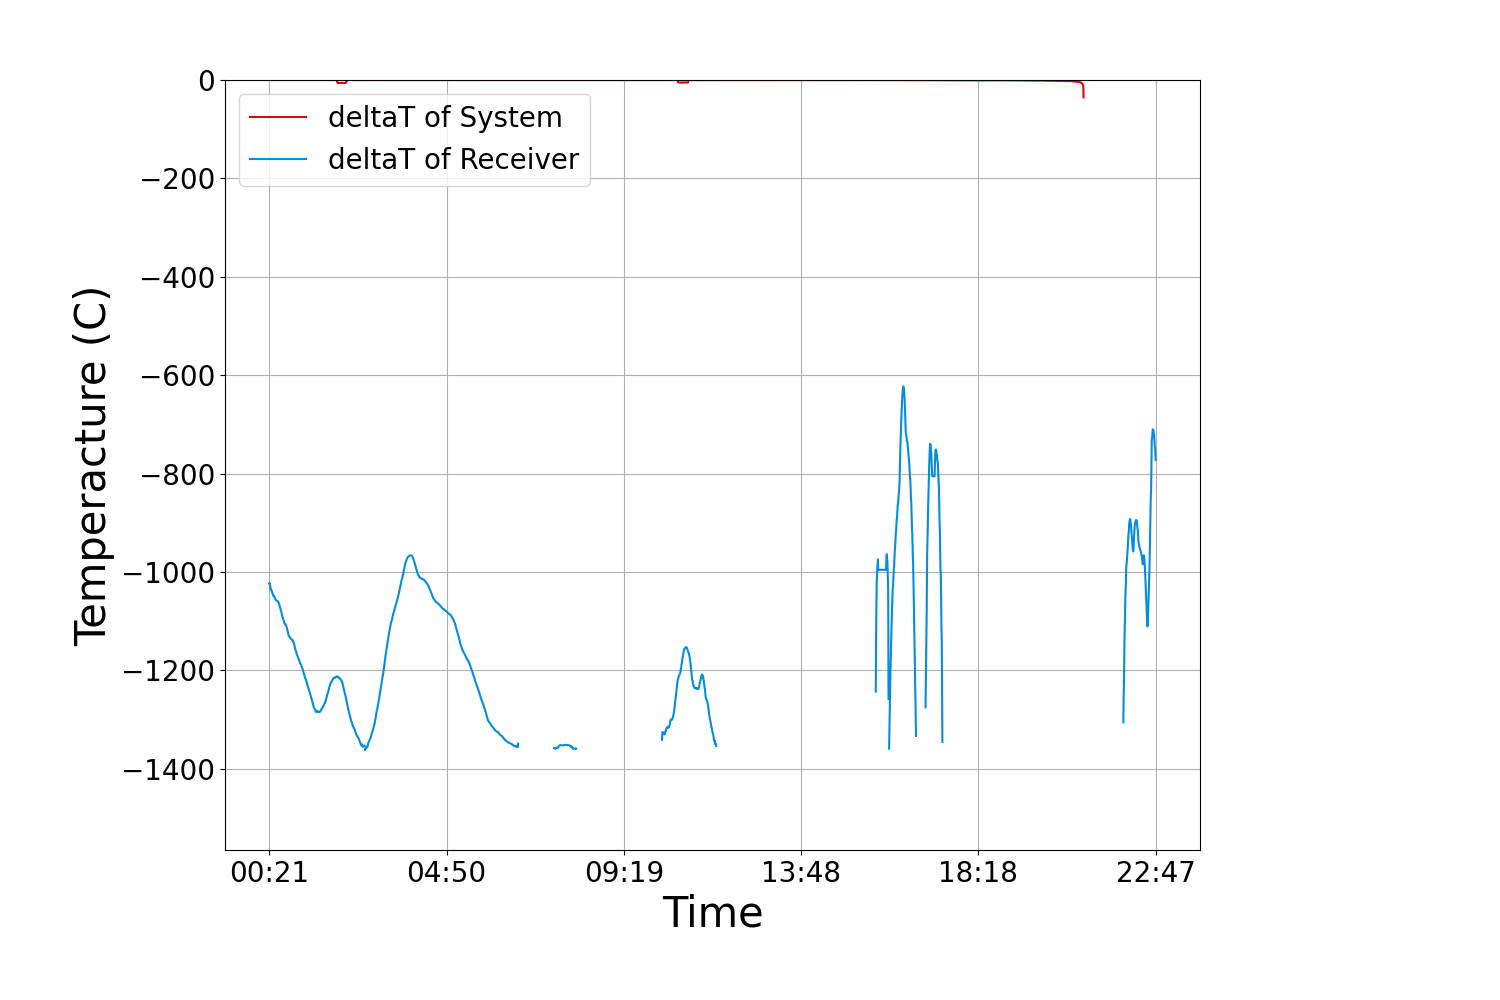 0
−200
−400
−600
−800
−1000
−1200
−1400
Temperacture (C)
deltaT of System
deltaT of Receiver
00:21 04:50 09:19 13:48 18:18 22:47
Time